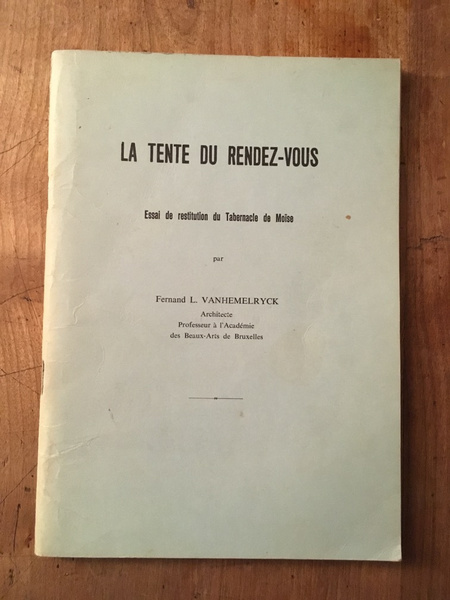 LA TENTE DU RENDEZ-VOUS
Essai de restitution du Tabernacle de Moïse
par
Fernand L. VANHEMELRYCK
Architecte
Professeur à l'Académie
des Beaux-Arts de Bruxelles